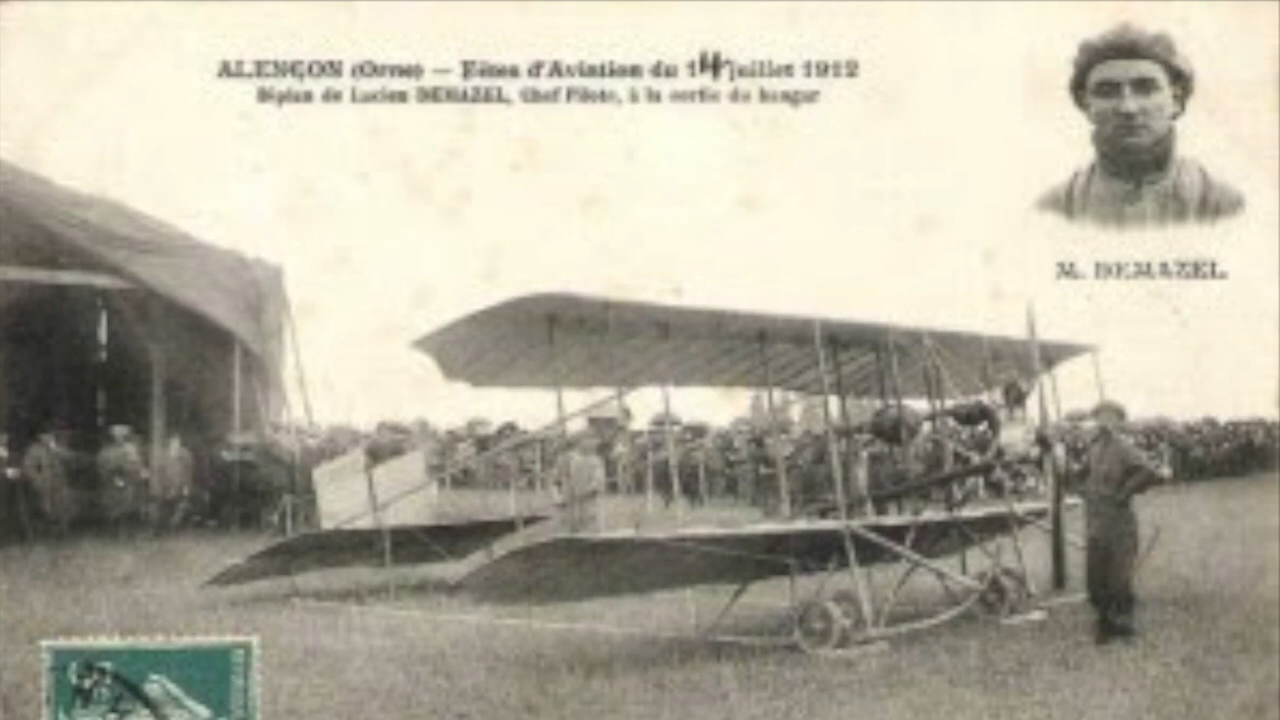 ALENÇON (Orne) — Fêtes d'Aviation du 14 juillet 1912
Biplan de Lucien DEMAZEL, Chef Pilote, à la sortie du hangar
M. DEMAZEL